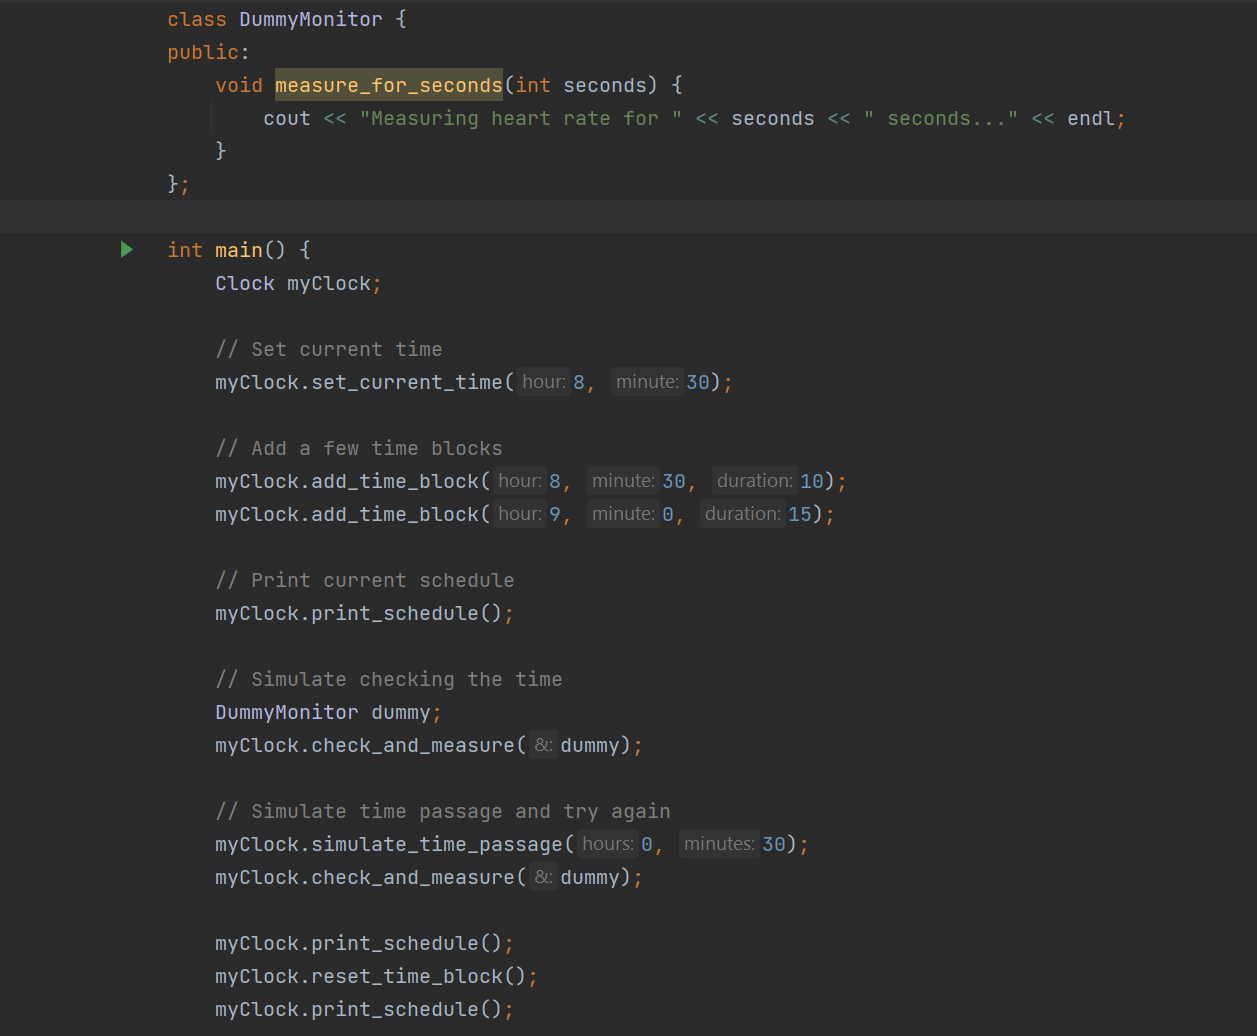 class DummyMonitor {
public:
void measure_for_seconds(int seconds) {
cout << "Measuring heart rate for " << seconds << " seconds..." << endl;
}
};
int main() {
Clock myClock;
// Set current time
myClock.set_current_time( hour: 8, minute: 30);
// Add a few time blocks
myClock.add_time_block( hour: 8, minute: 30, duration: 10);
myClock.add_time_block( hour: 9, minute: 0, duration: 15);
// Print current schedule
myClock.print_schedule();
// Simulate checking the time
DummyMonitor dummy;
myClock.check_and_measure( &: dummy);
// Simulate time passage and try again
myClock.simulate_time_passage( hours: 0, minutes: 30);
myClock.check_and_measure( &: dummy);
myClock.print_schedule();
myClock.reset_time_block();
myClock.print_schedule();